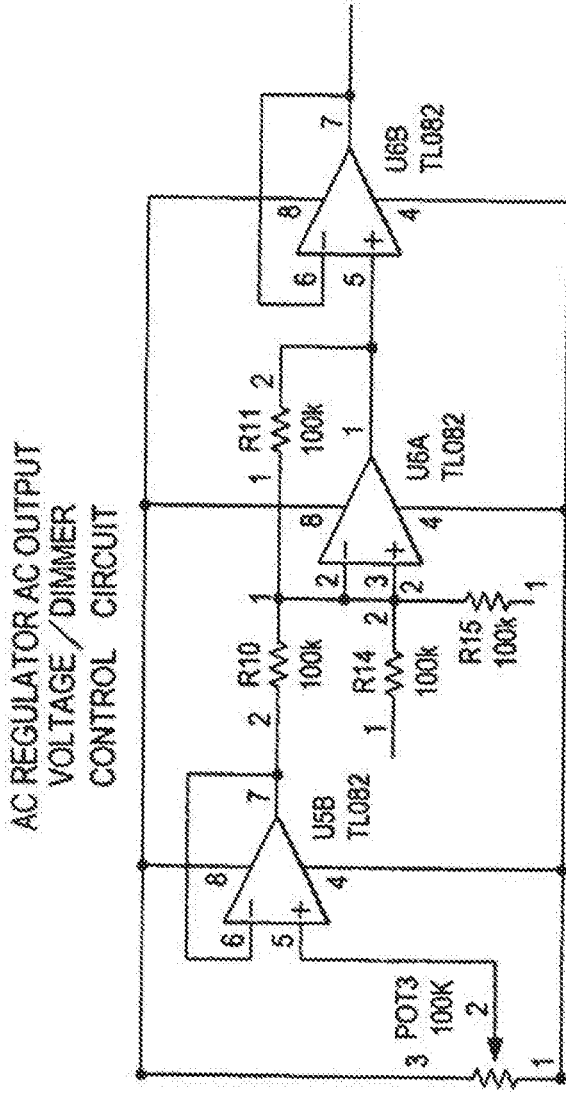 AC REGULATOR AC OUTPUT
VOLTAGE / DIMMER
CONTROL CIRCUIT
POT3
100K
3
2
1
6
5
8
4
7
U5B
TL082
2
R10
1
100k
1
R14
2
100k
2
R15
100k
1
1
R11
2
100k
2
3
8
4
1
U6A
TL082
6
5
8
4
7
U6B
TL082